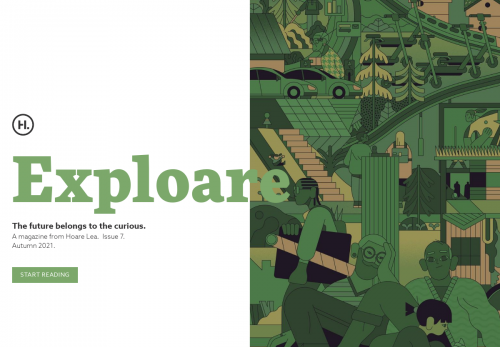 H.
Exploare
The future belongs to the curious.
A magazine from Hoare Lea. Issue 7.
Autumn 2021.
START READING